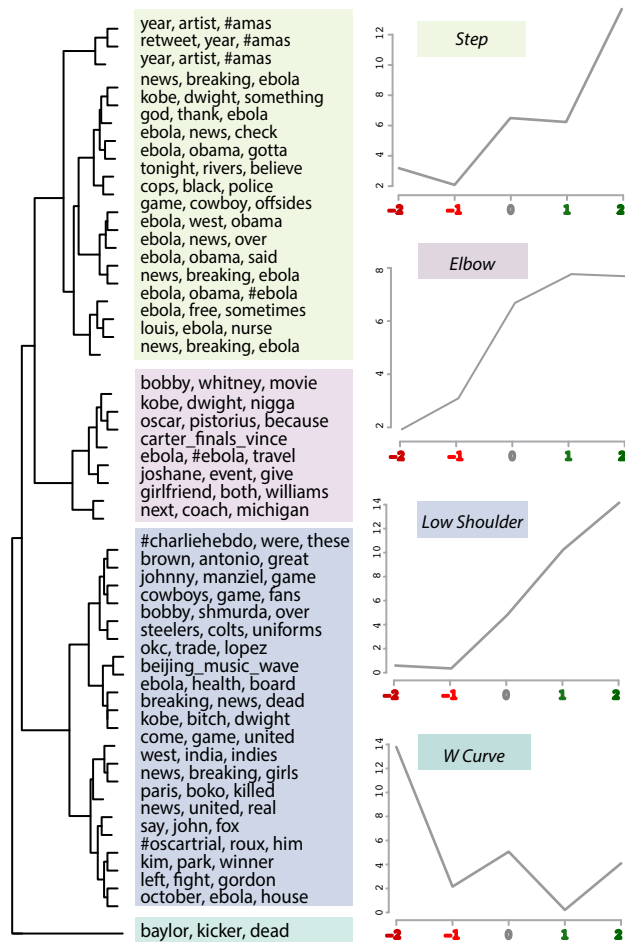 year, artist, #amas
retweet, year, #amas
year, artist, #amas
news, breaking, ebola
kobe, dwight, something
god, thank, ebola
ebola, news, check
ebola, obama, gotta
tonight, rivers, believe
cops, black, police
game, cowboy, offsides
ebola, west, obama
ebola, news, over
ebola, obama, said
news, breaking, ebola
ebola, obama, #ebola
ebola, free, sometimes
louis, ebola, nurse
news, breaking, ebola
bobby, whitney, movie
kobe, dwight, nigga
oscar, pistorius, because
carter_finals_vince
ebola, #ebola, travel
joshane, event, give
girlfriend, both, williams
next, coach, michigan
#charliehebdo, were, these
brown, antonio, great
johnny, manziel, game
cowboys, game, fans
bobby, shmurda, over
steelers, colts, uniforms
okc, trade, lopez
beijing_music_wave
ebola, health, board
breaking, news, dead
kobe, bitch, dwight
come, game, united
west, india, indies
news, breaking, girls
paris, boko, killed
news, united, real
say, john, fox
#oscartrial, roux, him
kim, park, winner
left, fight, gordon
october, ebola, house
baylor, kicker, dead
Step
12
10
8
6
4
2
-2 -1 0 1 2
Elbow
8
6
4
2
-2 -1 0 1 2
Low Shoulder
14
12
10
8
6
4
2
0
-2 -1 0 1 2
W Curve
14
12
10
8
6
4
2
0
-2 -1 0 1 2